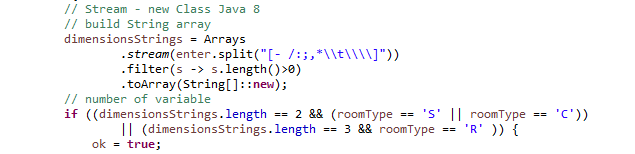 // Stream - new Class Java 8
// build String array
dimensionsStrings = Arrays
.stream(enter.split("[- /:;,*\\t\\\\]"))
.filter(s -> s.length()>0)
.toArray(String[]::new);
// number of variable
if ((dimensionsStrings.length == 2 && (roomType == 'S' || roomType == 'C'))
|| (dimensionsStrings.length == 3 && roomType == 'R' )) {
ok = true;